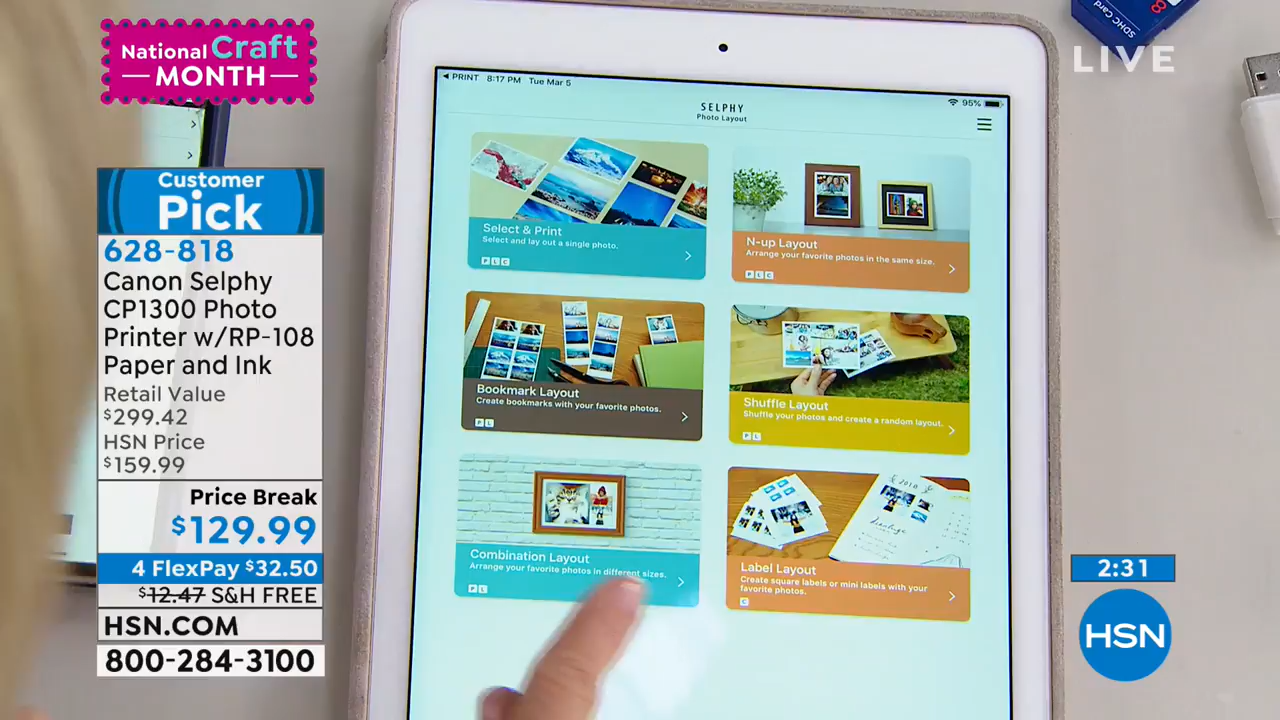 National Craft
MONTH
LIVE
SDHC Card
8
Customer
Pick
628-818
Canon Selphy
CP1300 Photo
Printer w/RP-108
Paper and Ink
Retail Value
$299.42
HSN Price
$159.99
Price Break
$129.99
4 FlexPay $32.50
$12.47 S&H FREE
HSN.COM
800-284-3100
PRINT 8:17 PM Tue Mar 5
95%
SELPHY
Photo Layout
Select & Print
Select and lay out a single photo.
P L C
N-up Layout
Arrange your favorite photos in the same size.
P L C
Bookmark Layout
Create bookmarks with your favorite photos.
P L
Shuffle Layout
Shuffle your photos and create a random layout.
P L
Combination Layout
Arrange your favorite photos in different sizes.
P L
2018
Label Layout
Create square labels or mini labels with your
favorite photos.
C
2:31
HSN